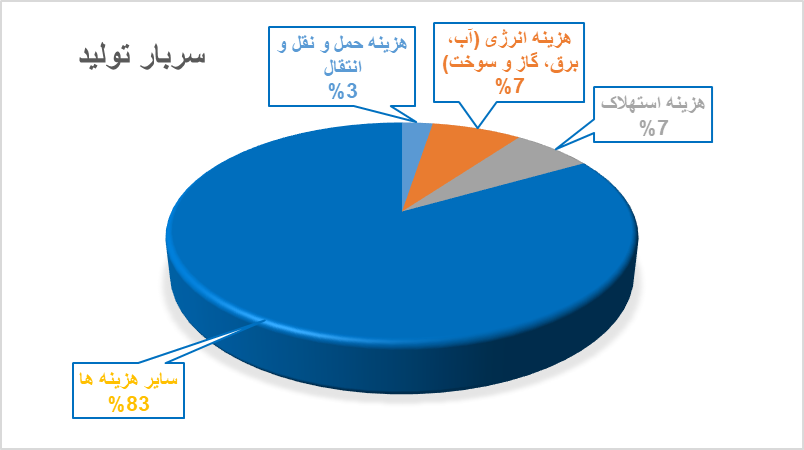 سربار تولید
هزینه حمل و نقل و
انتقال
%3
هزینه انرژی (آب،
برق، گاز و سوخت)
%7
هزینه استهلاک
%7
سایر هزینه ها
%83